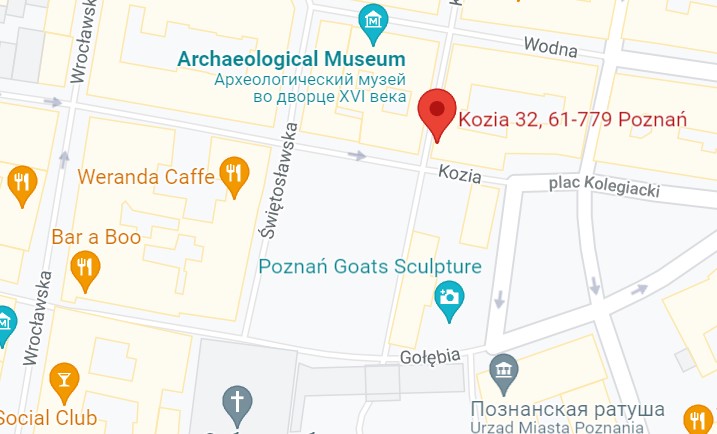 Wrocławska
Wodna
Archaeological Museum
Археологический музей
во дворце XVI века
Kozia
Kozia 32, 61-779 Poznań
Weranda Caffe
Świętosławska
Kozia
plac Kolegiacki
Bar a Boo
Poznań Goats Sculpture
Wrocławska
Gołębia
Social Club
Познанская ратуша
Urząd Miasta Poznania